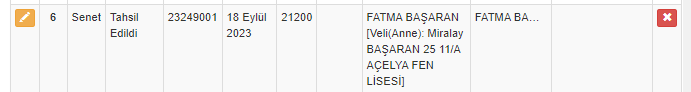 6 Senet Tahsil Edildi 23249001 18 Eylül 2023 21200 FATMA BAŞARAN [Veli(Anne): Miralay BAŞARAN 25 11/A AÇELYA FEN LİSESİ] FATMA BA...